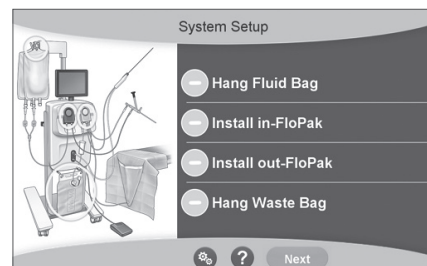 System Setup
Hang Fluid Bag
Install in-FloPak
Install out-FloPak
Hang Waste Bag
?
Next